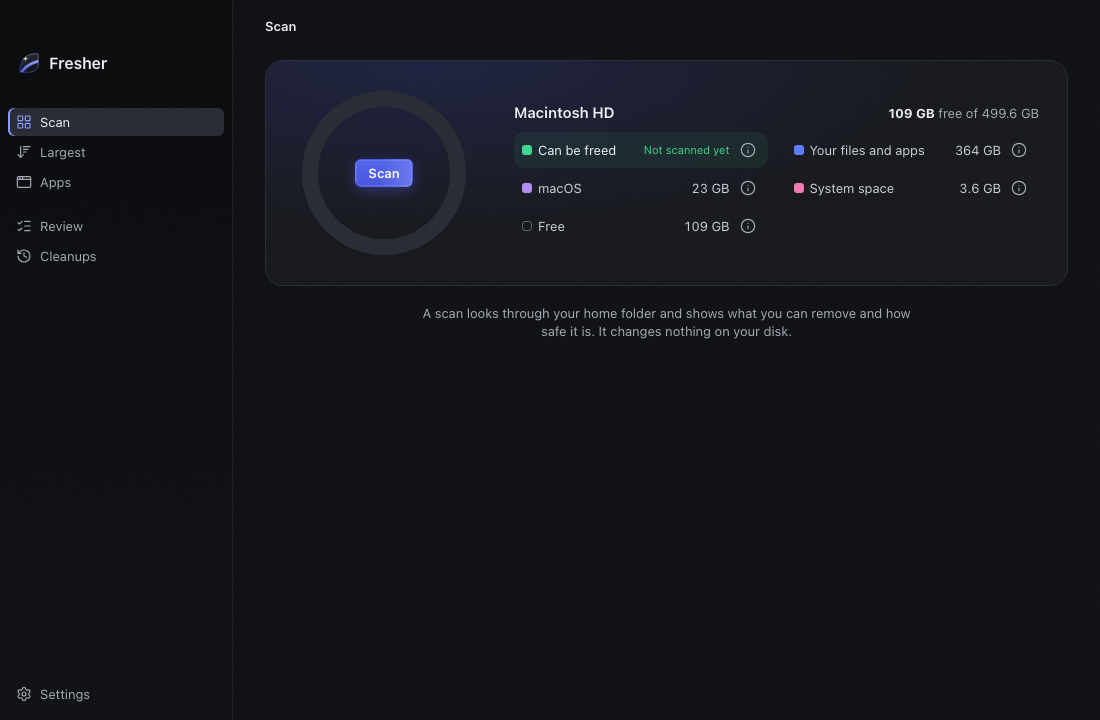 Scan
Fresher
Scan
Largest
Apps
Review
Cleanups
Settings
Scan
Macintosh HD
109 GB free of 499.6 GB
Can be freed Not scanned yet
Your files and apps 364 GB
macOS 23 GB
System space 3.6 GB
Free 109 GB
A scan looks through your home folder and shows what you can remove and how
safe it is. It changes nothing on your disk.